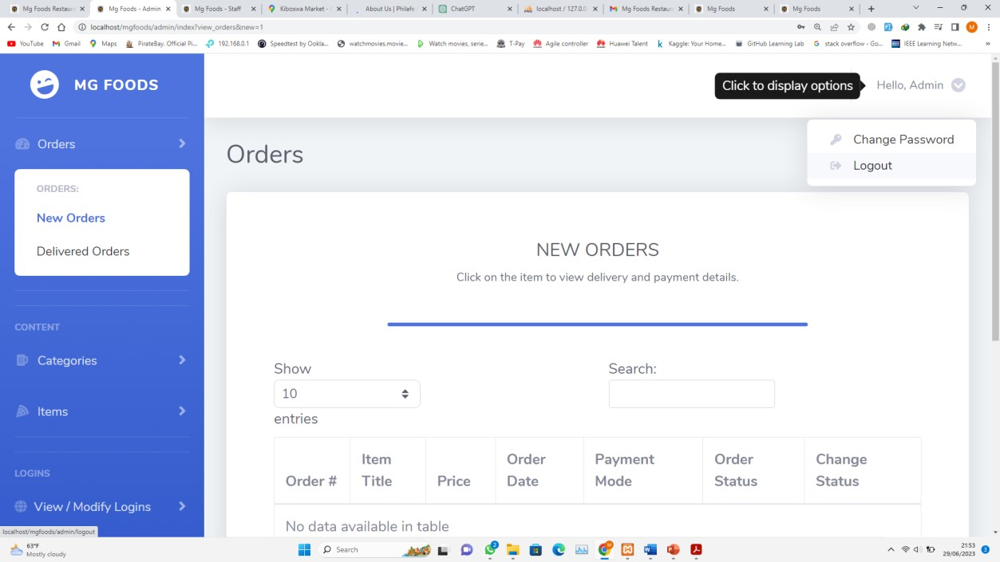 Mg Foods Restaur
Mg Foods - Admin
Mg Foods - Staff
Kiboswa Market -
About Us | Philafe
ChatGPT
localhost / 127.0.0.
Mg Foods Restaur
Mg Foods
Mg Foods
localhost/mgfoods/admin/index?view_orders&new=1
M
YouTube
Gmail
Maps
PirateBay. Official Pi...
192.168.0.1
Speedtest by Ookla...
watchmovies.movie...
Watch movies, serie...
T-Pay
Agile controller
Huawei Talent
Kaggle: Your Home...
GitHub Learning Lab
stack overflow - Go...
IEEE Learning Netw...
MG FOODS
Click to display options
Hello, Admin
Change Password
Logout
Orders
ORDERS:
New Orders
Delivered Orders
CONTENT
Categories
Items
LOGINS
View / Modify Logins
Orders
NEW ORDERS
Click on the item to view delivery and payment details.
Show
10
entries
Search:
Order #
Item Title
Price
Order Date
Payment Mode
Order Status
Change Status
No data available in table
localhost/mgfoods/admin/logout
63°F
Mostly cloudy
Search
2
21:53
29/06/2023
3